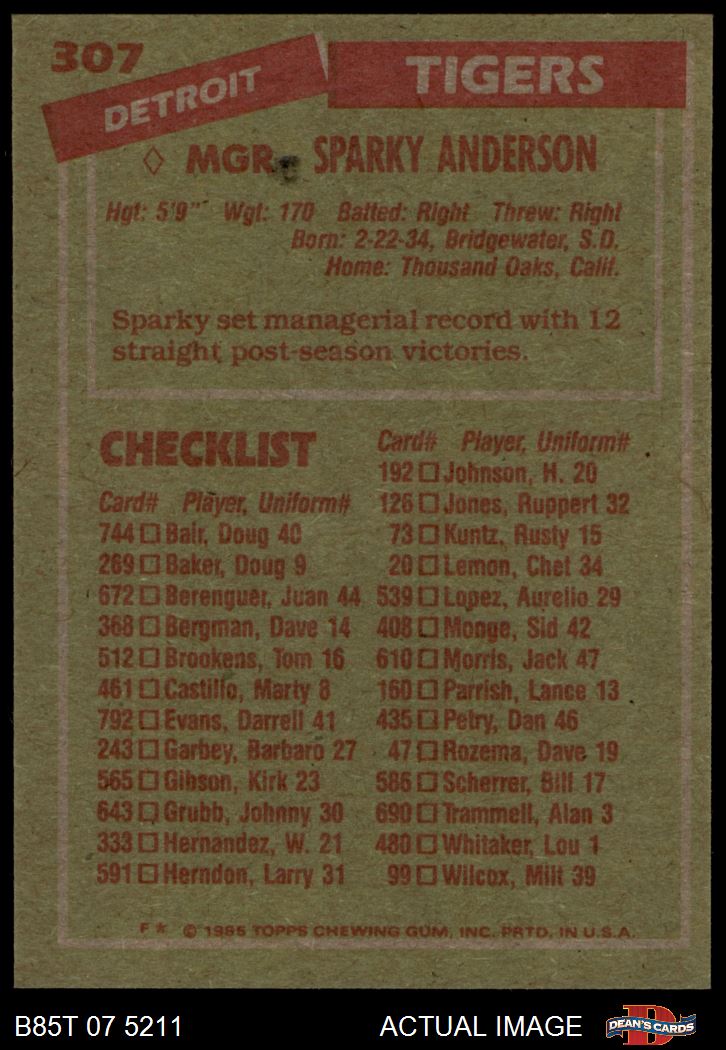 307
DETROIT TIGERS
◊ MGR. SPARKY ANDERSON
Hgt: 5'9" Wgt: 170 Batted: Right Threw: Right
Born: 2-22-34, Bridgewater, S.D.
Home: Thousand Oaks, Calif.
Sparky set managerial record with 12
straight post-season victories.
CHECKLIST
Card# Player, Uniform#
744 □ Bair, Doug 40
269 □ Baker, Doug 9
672 □ Berenguer, Juan 44
368 □ Bergman, Dave 14
512 □ Brookens, Tom 16
461 □ Castillo, Marty 8
792 □ Evans, Darrell 41
243 □ Garbey, Barbaro 27
565 □ Gibson, Kirk 23
643 □ Grubb, Johnny 30
333 □ Hernandez, W. 21
591 □ Herndon, Larry 31
Card# Player, Uniform#
192 □ Johnson, H. 20
126 □ Jones, Ruppert 32
73 □ Kuntz, Rusty 15
20 □ Lemon, Chet 34
539 □ Lopez, Aurelio 29
408 □ Monge, Sid 42
610 □ Morris, Jack 47
160 □ Parrish, Lance 13
435 □ Petry, Dan 46
47 □ Rozema, Dave 19
586 □ Scherrer, Bill 17
690 □ Trammell, Alan 3
480 □ Whitaker, Lou 1
99 □ Wilcox, Milt 39
F* © 1985 TOPPS CHEWING GUM, INC. PRTD. IN U.S.A.
B85T 07 5211 ACTUAL IMAGE
DEAN'S CARDS